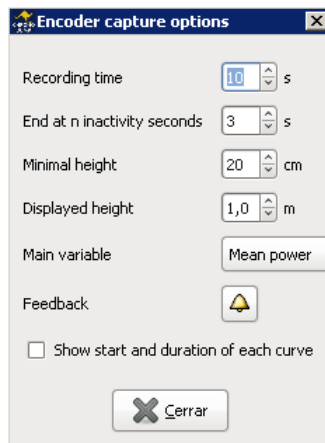 Encoder capture options
Recording time 10 s
End at n inactivity seconds 3 s
Minimal height 20 cm
Displayed height 1,0 m
Main variable Mean power
Feedback
Show start and duration of each curve
Cerrar